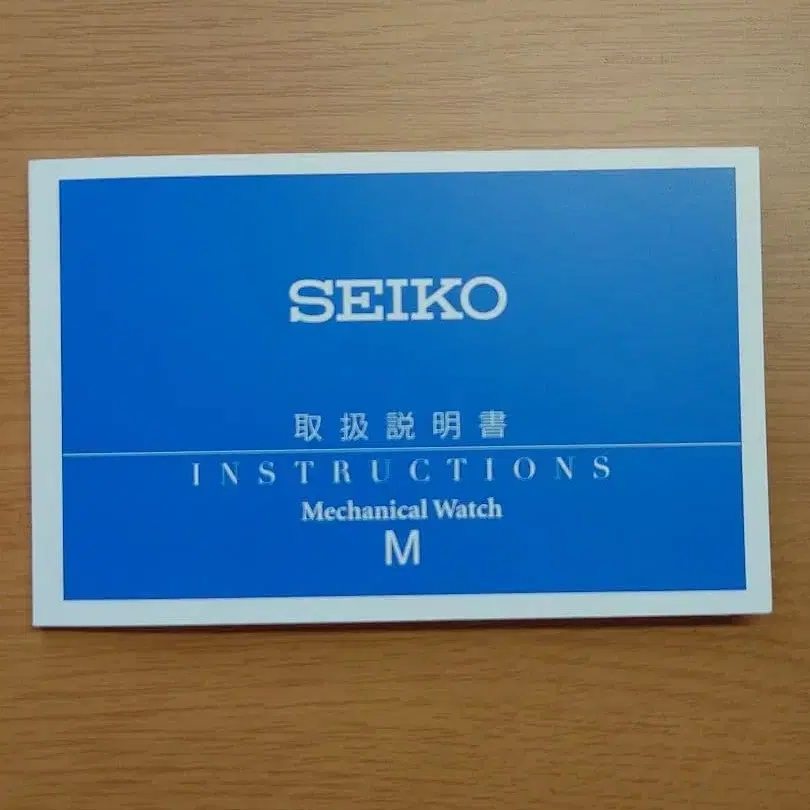 SEIKO
取扱説明書
INSTRUCTIONS
Mechanical Watch
M